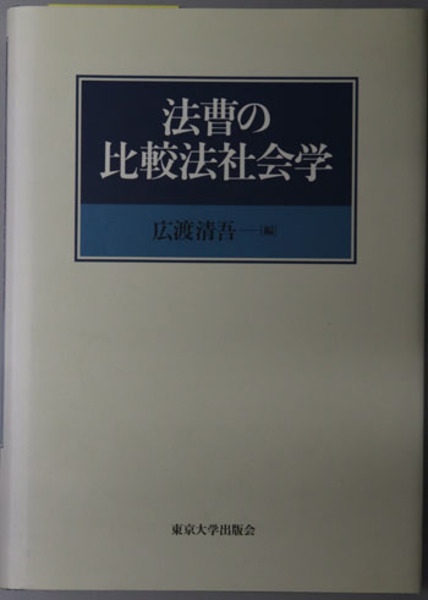 法曹の
比較法社会学
広渡清吾―[編]
東京大学出版会